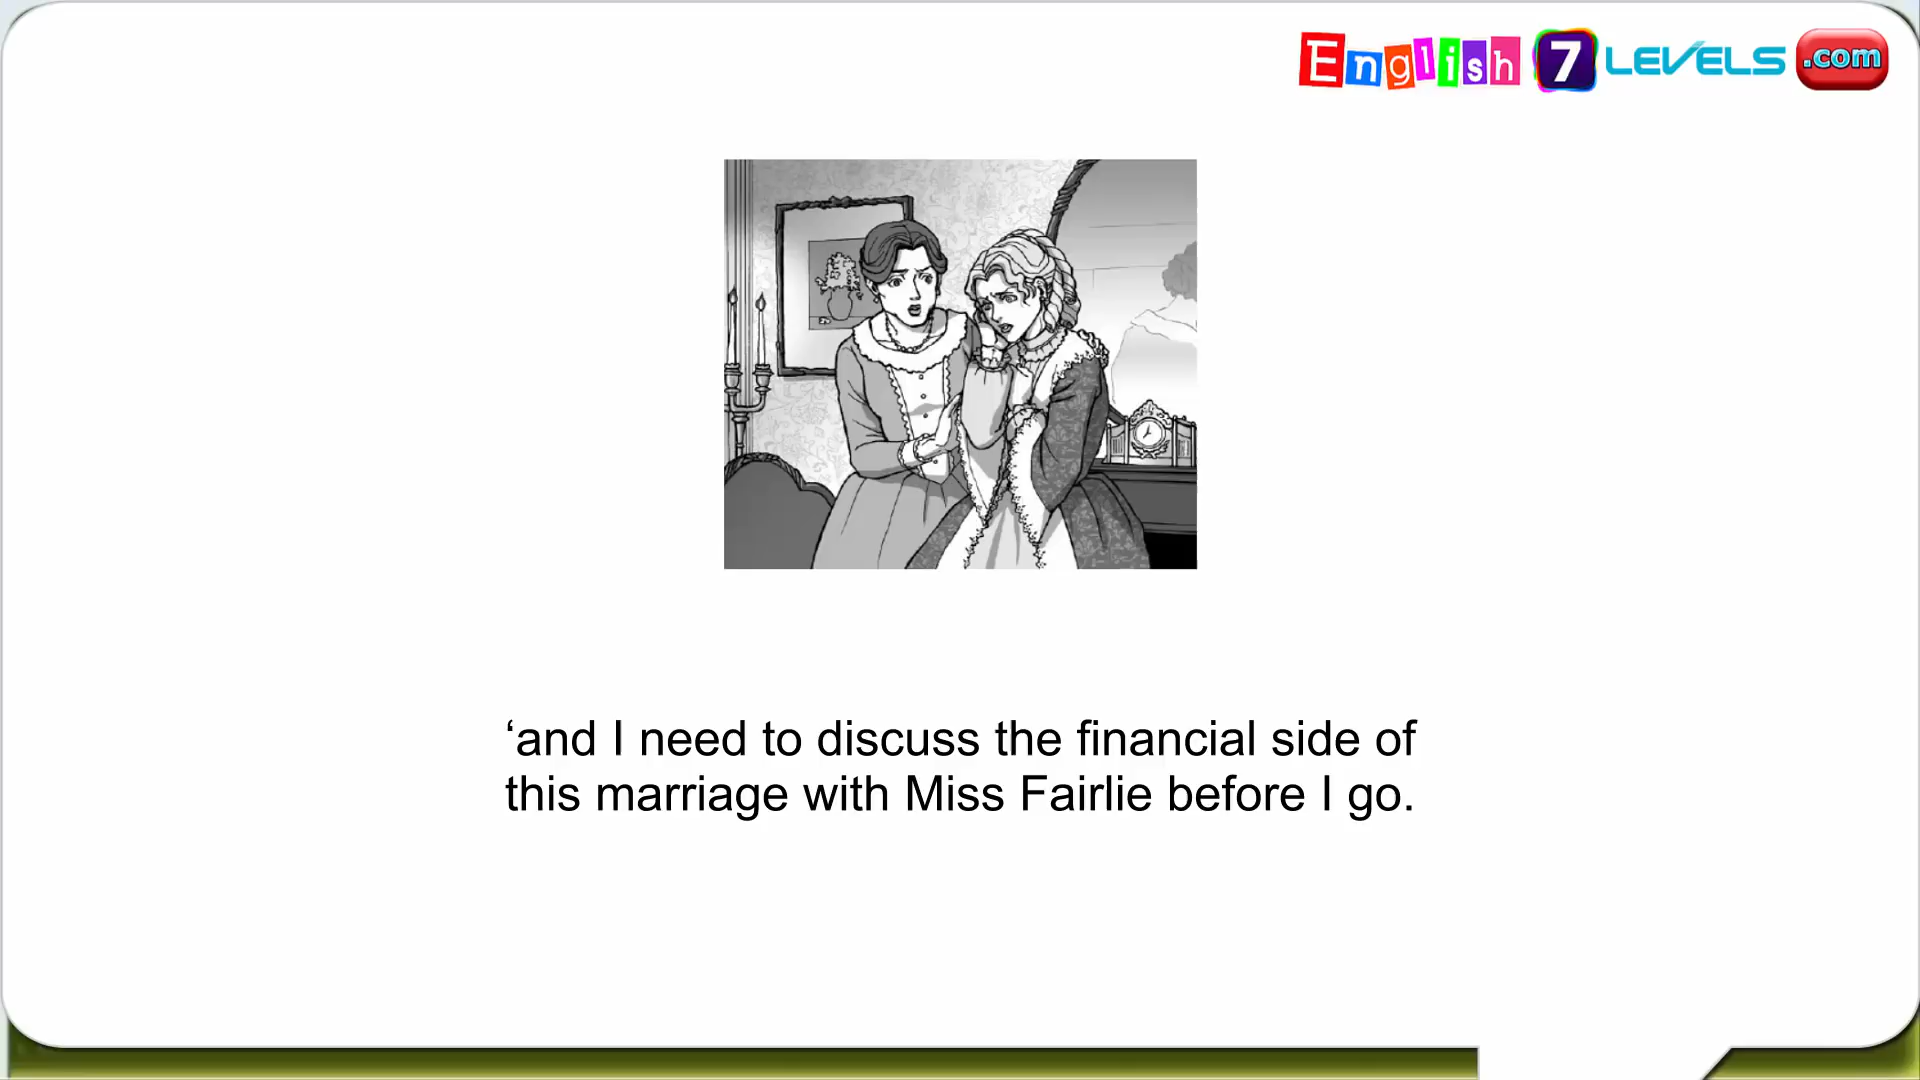 English 7 LEVELS .com
‘and I need to discuss the financial side of
this marriage with Miss Fairlie before I go.